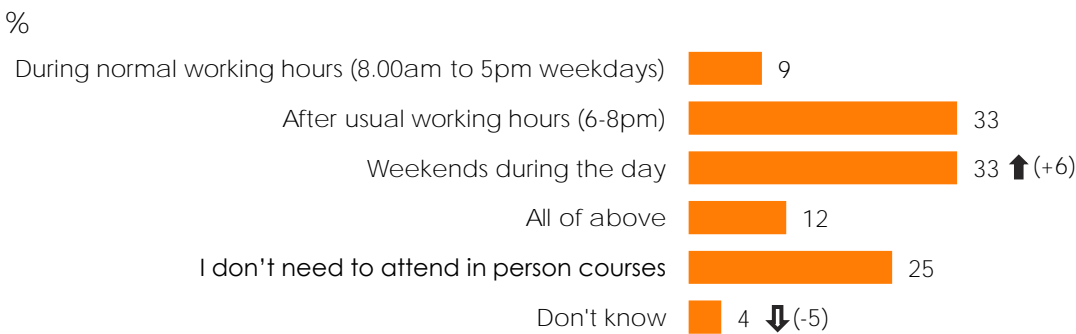 %
During normal working hours (8.00am to 5pm weekdays) 9
After usual working hours (6-8pm) 33
Weekends during the day 33 (+6)
All of above 12
I don't need to attend in person courses 25
Don't know 4 (-5)